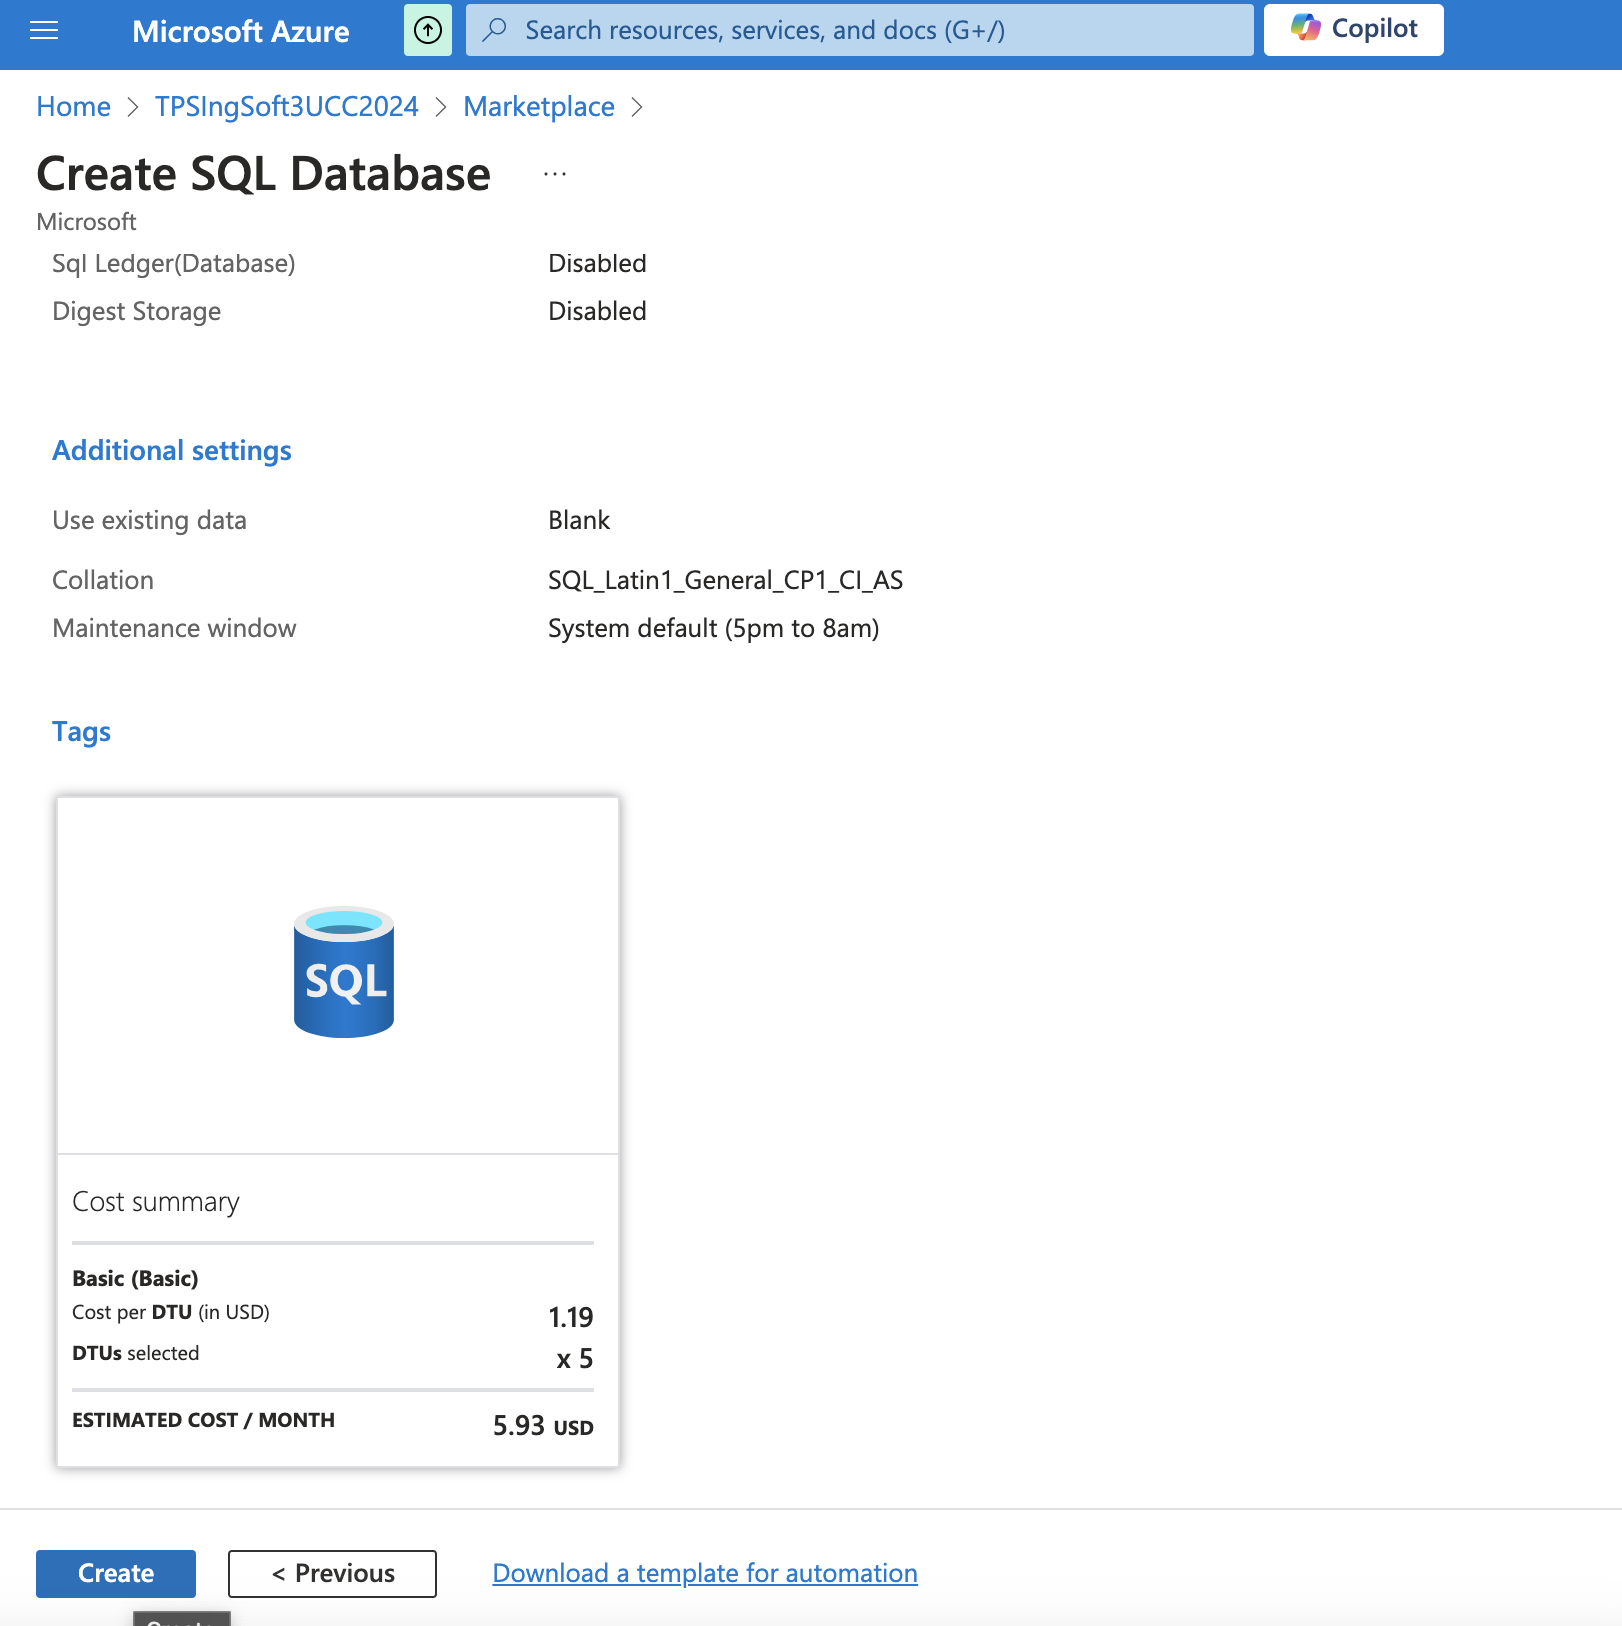 Microsoft Azure
Search resources, services, and docs (G+/)
Copilot
Home > TPSIngSoft3UCC2024 > Marketplace >
Create SQL Database ...
Microsoft
Sql Ledger(Database) Disabled
Digest Storage Disabled
Additional settings
Use existing data Blank
Collation SQL_Latin1_General_CP1_CI_AS
Maintenance window System default (5pm to 8am)
Tags
SQL
Cost summary
Basic (Basic)
Cost per DTU (in USD) 1.19
DTUs selected x 5
ESTIMATED COST / MONTH 5.93 USD
Create
< Previous
Download a template for automation